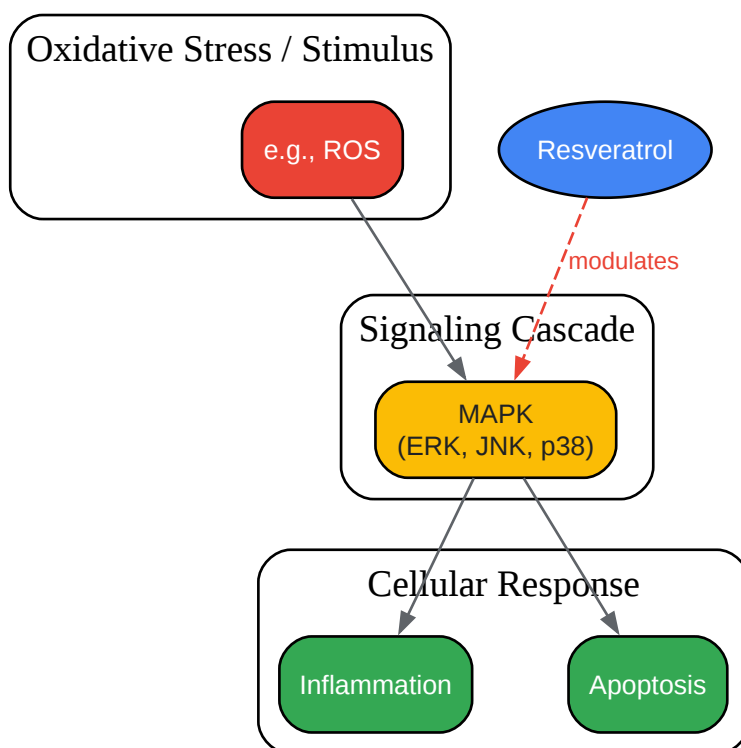 Oxidative Stress / Stimulus
e.g., ROS
Resveratrol
modulates
Signaling Cascade
MAPK
(ERK, JNK, p38)
Cellular Response
Inflammation
Apoptosis